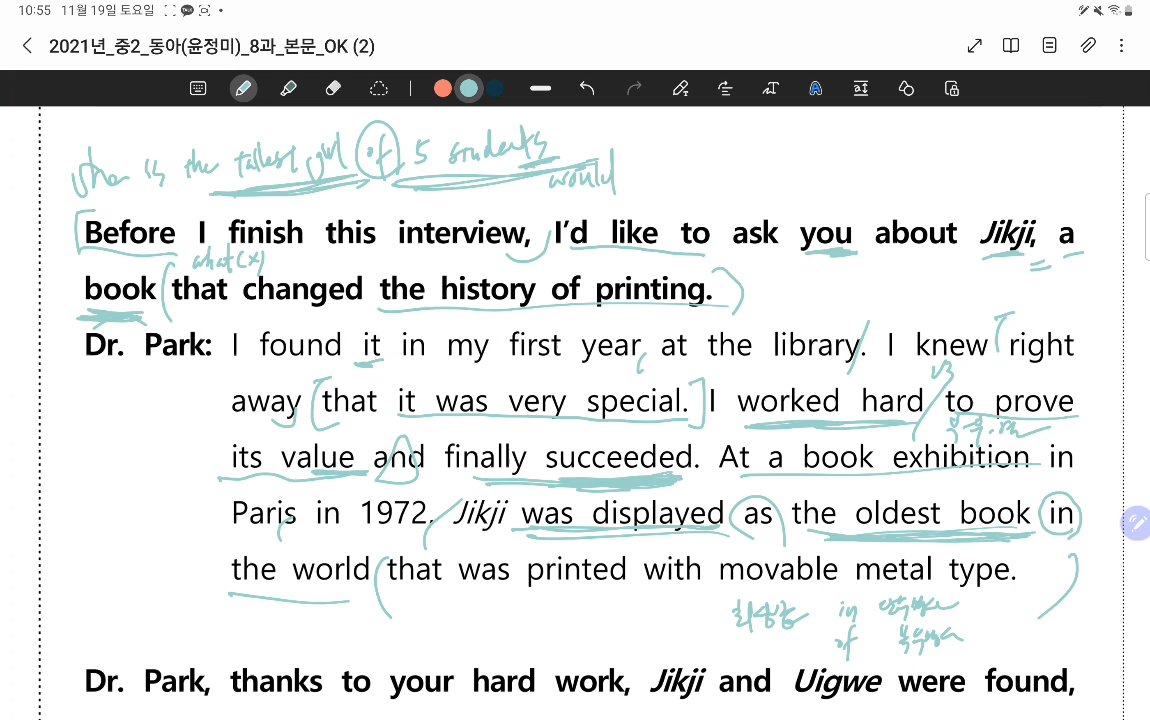 10:55 11월 19일 토요일
2021년_중2_동아(윤정미)_8과_본문_OK (2)
is the tallest girl of 5 students
would
Before I finish this interview, I'd like to ask you about Jikji, a
what(x)
book that changed the history of printing.
Dr. Park: I found it in my first year at the library. I knew right
away that it was very special. I worked hard to prove
its value and finally succeeded. At a book exhibition in
Paris in 1972, Jikji was displayed as the oldest book in
the world that was printed with movable metal type.
최상급 in 단수명사
of 복수명사
Dr. Park, thanks to your hard work, Jikji and Uigwe were found,